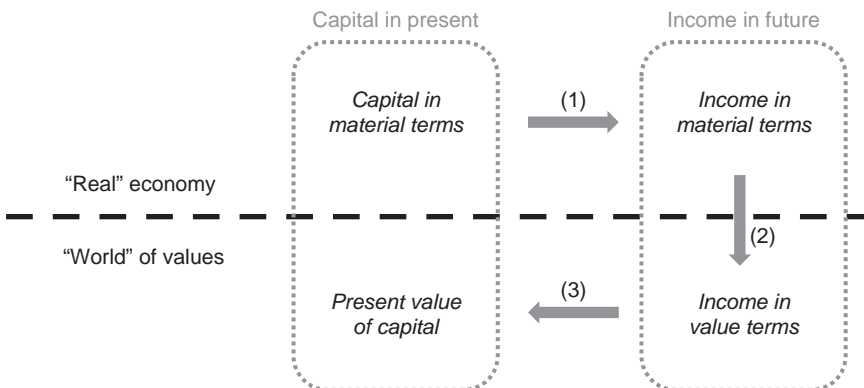 Capital in present
Income in future
Capital in
material terms
(1)
Income in
material terms
“Real” economy
(2)
“World” of values
Present value
of capital
(3)
Income in
value terms